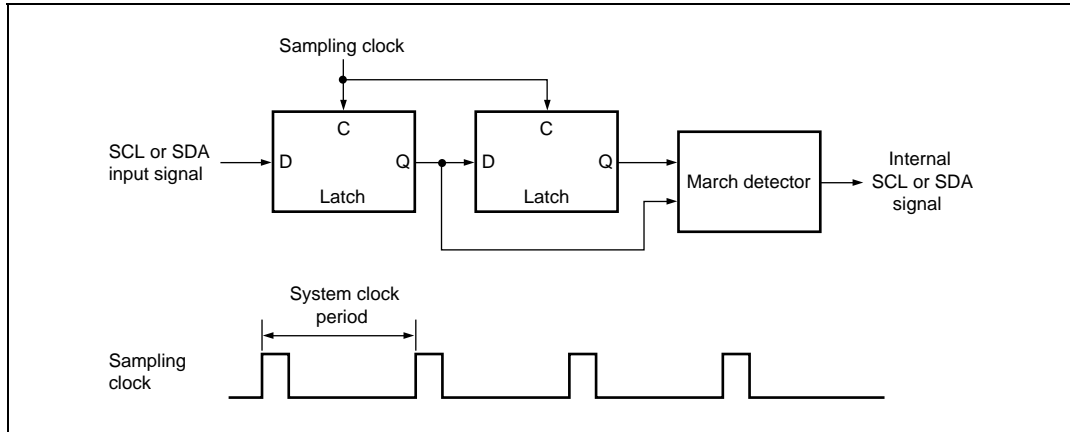 Sampling clock
SCL or SDA
input signal
D
C
Q
Latch
D
C
Q
Latch
March detector
Internal
SCL or SDA
signal
System clock
period
Sampling
clock